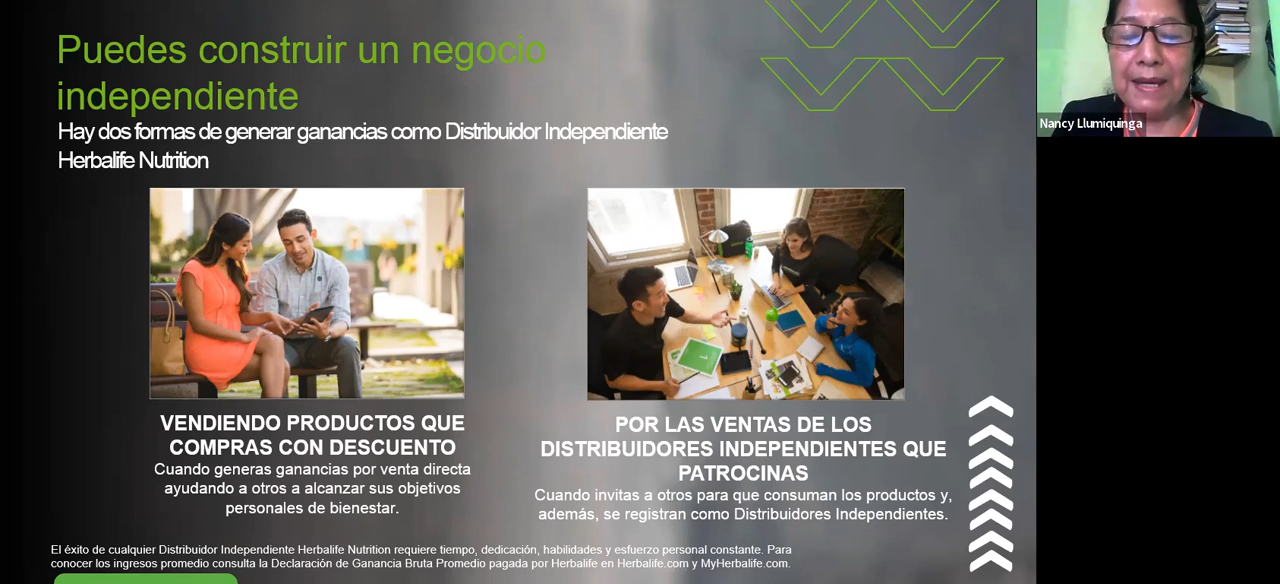 Puedes construir un negocio
independiente
Hay dos formas de generar ganancias como Distribuidor Independiente
Herbalife Nutrition
VENDIENDO PRODUCTOS QUE
COMPRAS CON DESCUENTO
Cuando generas ganancias por venta directa
ayudando a otros a alcanzar sus objetivos
personales de bienestar.
POR LAS VENTAS DE LOS
DISTRIBUIDORES INDEPENDIENTES QUE
PATROCINAS
Cuando invitas a otros para que consuman los productos y,
además, se registran como Distribuidores Independientes.
El éxito de cualquier Distribuidor Independiente Herbalife Nutrition requiere tiempo, dedicación, habilidades y esfuerzo personal constante. Para
conocer los ingresos promedio consulta la Declaración de Ganancia Bruta Promedio pagada por Herbalife en Herbalife.com y MyHerbalife.com.
Nancy Llumiquinga